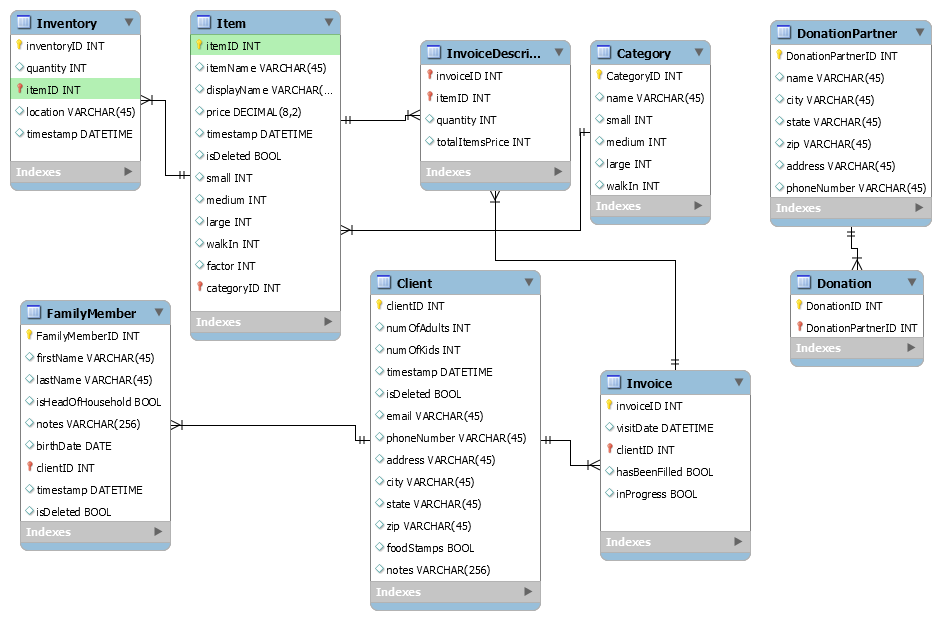 Inventory
inventoryID INT
quantity INT
itemID INT
location VARCHAR(45)
timestamp DATETIME
Indexes
Item
itemID INT
itemName VARCHAR(45)
displayName VARCHAR(...
price DECIMAL(8,2)
timestamp DATETIME
isDeleted BOOL
small INT
medium INT
large INT
walkIn INT
factor INT
categoryID INT
Indexes
InvoiceDescri...
invoiceID INT
itemID INT
quantity INT
totalItemsPrice INT
Indexes
Category
CategoryID INT
name VARCHAR(45)
small INT
medium INT
large INT
walkIn INT
Indexes
DonationPartner
DonationPartnerID INT
name VARCHAR(45)
city VARCHAR(45)
state VARCHAR(45)
zip VARCHAR(45)
address VARCHAR(45)
phoneNumber VARCHAR(45)
Indexes
FamilyMember
FamilyMemberID INT
firstName VARCHAR(45)
lastName VARCHAR(45)
isHeadOfHousehold BOOL
notes VARCHAR(256)
birthDate DATE
clientID INT
timestamp DATETIME
isDeleted BOOL
Indexes
Client
clientID INT
numOfAdults INT
numOfKids INT
timestamp DATETIME
isDeleted BOOL
email VARCHAR(45)
phoneNumber VARCHAR(45)
address VARCHAR(45)
city VARCHAR(45)
state VARCHAR(45)
zip VARCHAR(45)
foodStamps BOOL
notes VARCHAR(256)
Indexes
Invoice
invoiceID INT
visitDate DATETIME
clientID INT
hasBeenFilled BOOL
inProgress BOOL
Indexes
Donation
DonationID INT
DonationPartnerID INT
Indexes